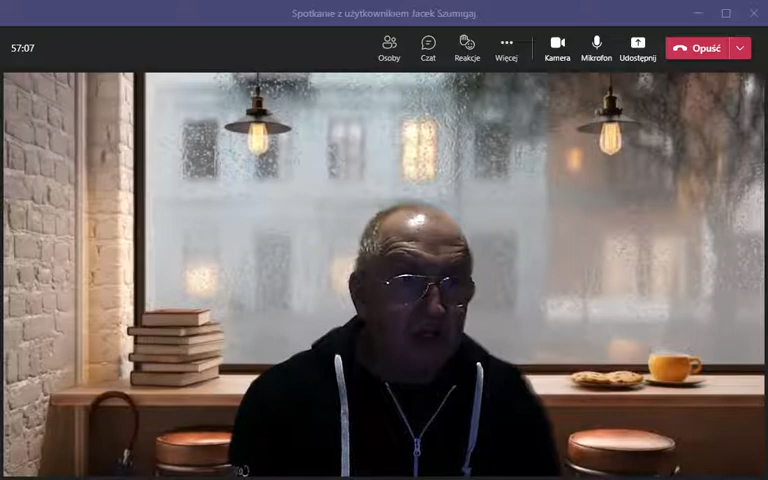 Spotkanie z użytkownikiem Jacek Szumigaj
57:07
Osoby
Czat
Reakcje
Więcej
Kamera
Mikrofon
Udostępnij
Opuść